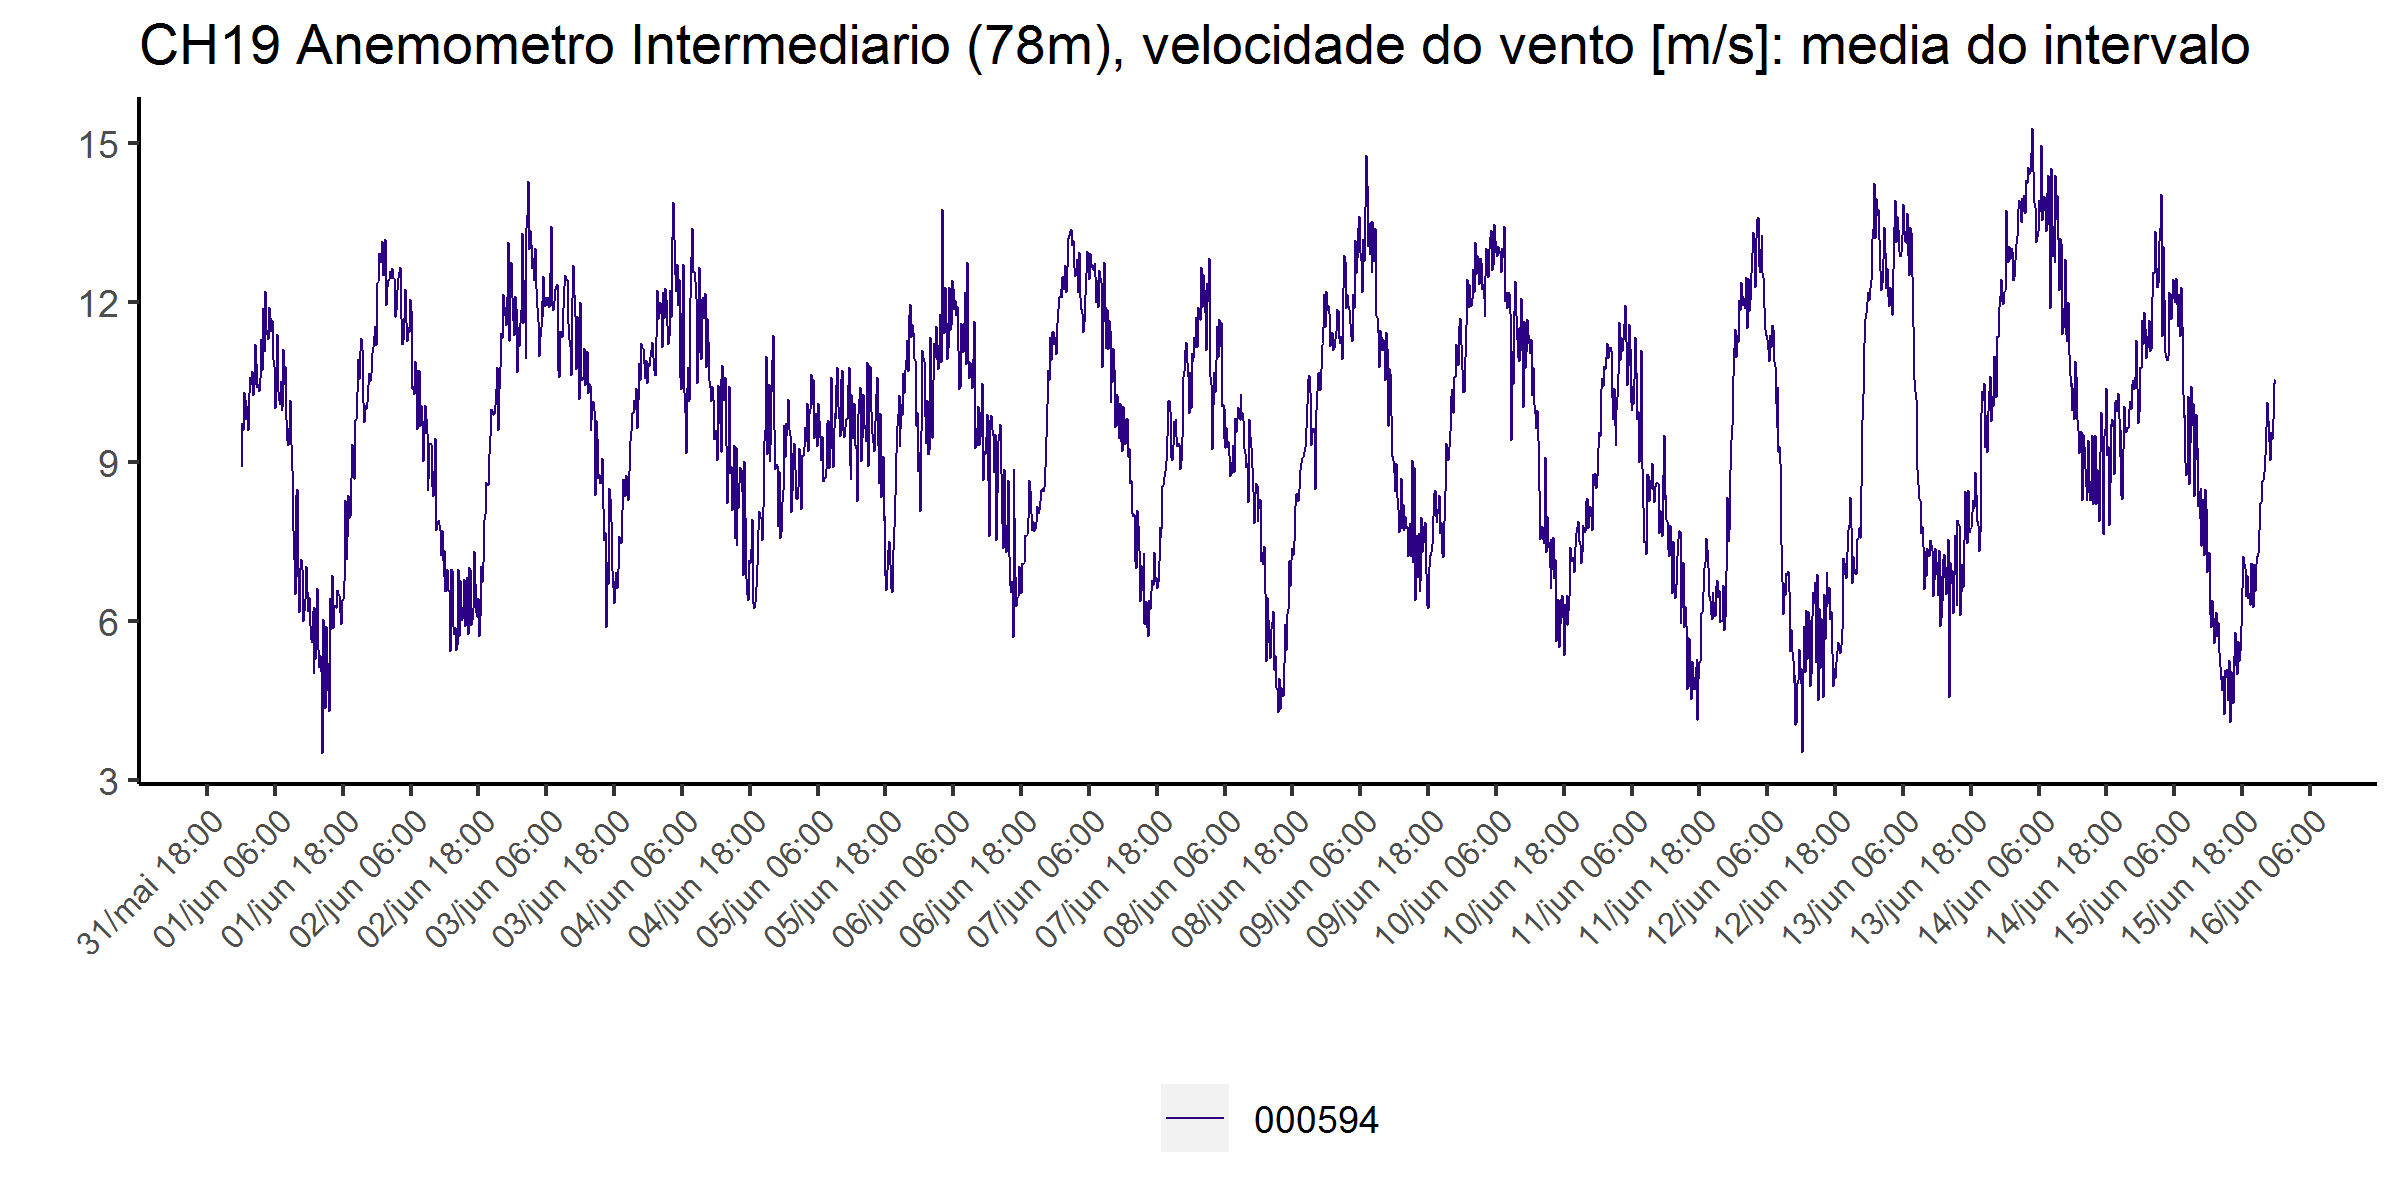 CH19 Anemometro Intermediario (78m), velocidade do vento [m/s]: media do intervalo
15
12
9
6
3
31/mai 18:00
01/jun 06:00
01/jun 18:00
02/jun 06:00
02/jun 18:00
03/jun 06:00
03/jun 18:00
04/jun 06:00
04/jun 18:00
05/jun 06:00
05/jun 18:00
06/jun 06:00
06/jun 18:00
07/jun 06:00
07/jun 18:00
08/jun 06:00
08/jun 18:00
09/jun 06:00
09/jun 18:00
10/jun 06:00
10/jun 18:00
11/jun 06:00
11/jun 18:00
12/jun 06:00
12/jun 18:00
13/jun 06:00
13/jun 18:00
14/jun 06:00
14/jun 18:00
15/jun 06:00
15/jun 18:00
16/jun 06:00
000594